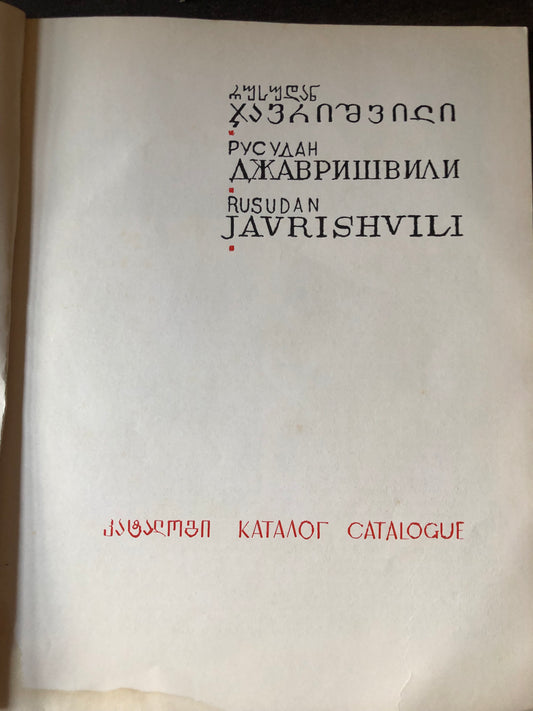 რუსუდან
ჯავრიშვილი
РУСУДАН
ДЖАВРИШВИЛИ
RUSUDAN
JAVRISHVILI
კატალოგი КАТАЛОГ CATALOGUE